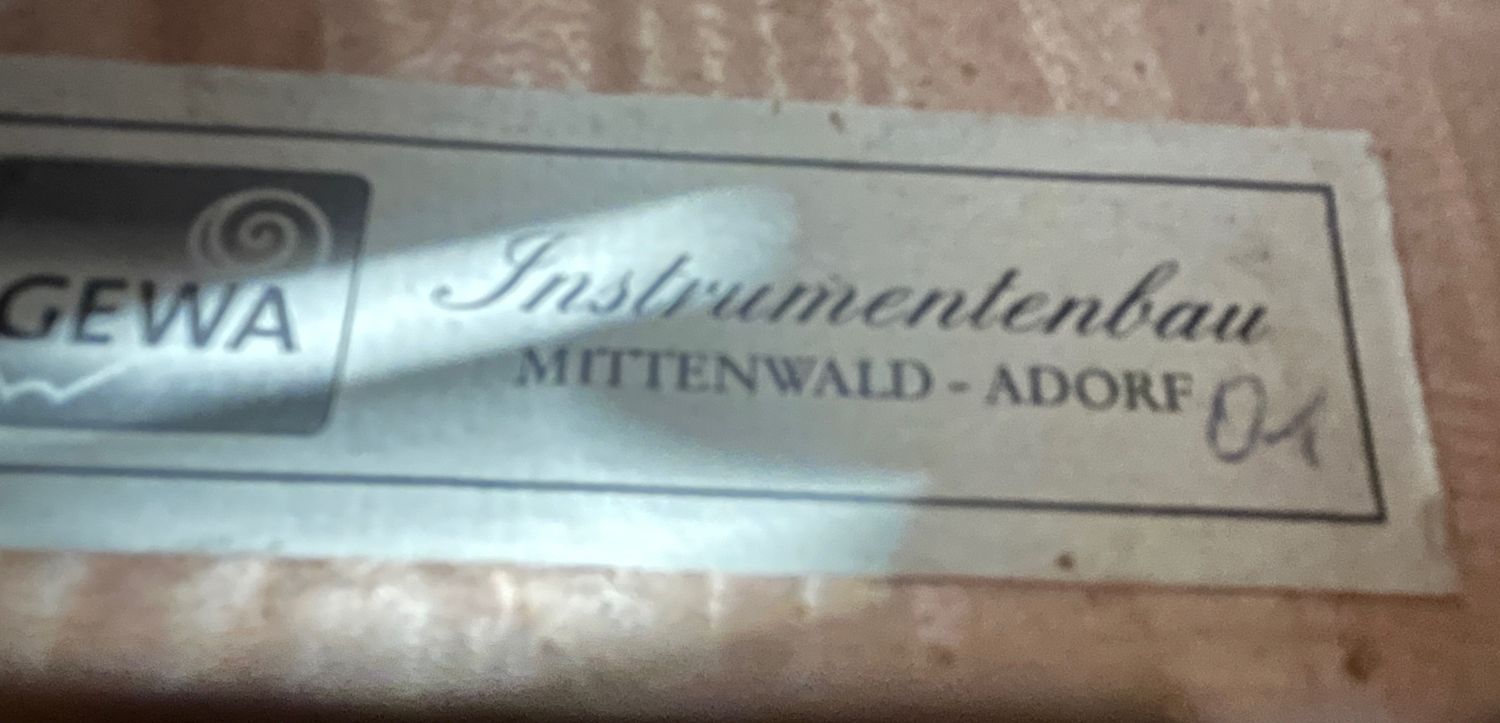 GEWA
Instrumentenbau
MITTENWALD - ADORF
01